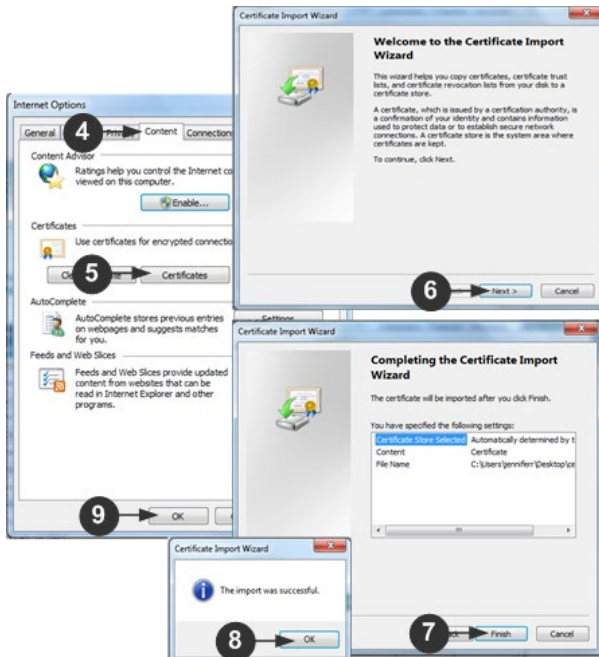 Internet Options
General
Content
Connections
4
Content Advisor
Ratings help you control the Internet co
viewed on this computer.
Enable...
Certificates
Use certificates for encrypted connectio
5
Certificates
AutoComplete
AutoComplete stores previous entries
on webpages and suggests matches
for you.
Settings
Feeds and Web Slices
Feeds and Web Slices provide updated
content from websites that can be
read in Internet Explorer and other
programs.
9
OK
Certificate Import Wizard
Welcome to the Certificate Import
Wizard
This wizard helps you copy certificates, certificate trust
lists, and certificate revocation lists from your disk to a
certificate store.
A certificate, which is issued by a certification authority, is
a confirmation of your identity and contains information
used to protect data or to establish secure network
connections. A certificate store is the system area where
certificates are kept.
To continue, click Next.
6
Next >
Cancel
Certificate Import Wizard
Completing the Certificate Import
Wizard
The certificate will be imported after you click Finish.
You have specified the following settings:
Certificate Store Selected Automatically determined by t
Content Certificate
File Name C:\Users\jenniferr\Desktop\
7
Finish
Cancel
Certificate Import Wizard
The import was successful.
8
OK